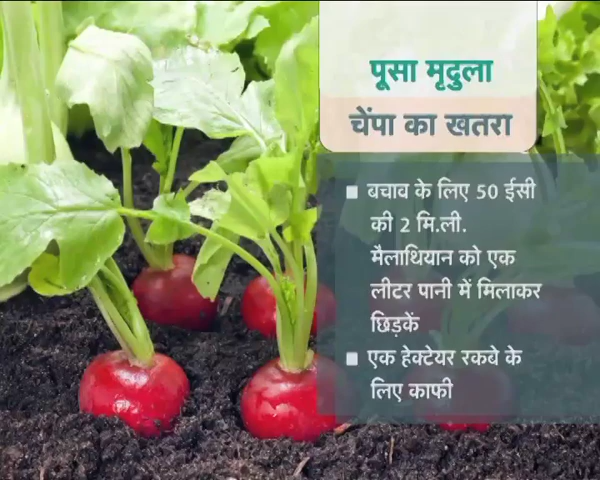 पूसा मृदुला
चेंपा का खतरा
■ बचाव के लिए 50 ईसी
की 2 मि.ली.
मैलाथियान को एक
लीटर पानी में मिलाकर
छिड़कें
■ एक हेक्टेयर रकबे के
लिए काफी